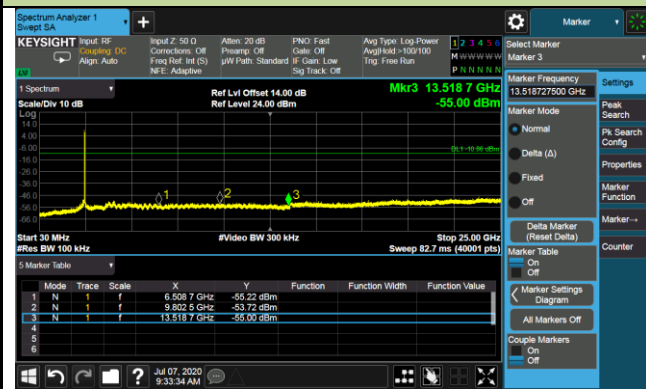 Spectrum Analyzer 1
Swept SA
Marker
KEYSIGHT
Input: RF
Coupling: DC
Align: Auto
Input Z: 50 Ω
Corrections: Off
Freq Ref: Int (S)
NFE: Adaptive
Atten: 20 dB
Preamp: Off
µW Path: Standard
PNO: Fast
Gate: Off
IF Gain: Low
Sig Track: Off
Avg Type: Log-Power
Avg|Hold:>100/100
Trig: Free Run
1 2 3 4 5 6
M W W W W W
P N N N N N
Select Marker
Marker 3
Marker Frequency
13.518727500 GHz
Settings
Peak Search
Pk Search Config
Properties
Marker Function
Marker→
Counter
Marker Mode
Normal
Delta (Δ)
Fixed
Off
Delta Marker
(Reset Delta)
Marker Table
On
Off
Marker Settings
Diagram
All Markers Off
Couple Markers
On
Off
1 Spectrum
Scale/Div 10 dB
Ref Lvl Offset 14.00 dB
Ref Level 24.00 dBm
Mkr3 13.518 7 GHz
-55.00 dBm
Log
14.0
4.00
-6.00
-16.0
-26.0
-36.0
-46.0
-56.0
-66.0
DL1 -10.66 dBm
1
2
3
Start 30 MHz
#Video BW 300 kHz
Stop 25.00 GHz
#Res BW 100 kHz
Sweep 82.7 ms (40001 pts)
5 Marker Table
Mode Trace Scale X Y Function Function Width Function Value
1 N 1 f 6.508 7 GHz -55.22 dBm
2 N 1 f 9.802 5 GHz -53.72 dBm
3 N 1 f 13.518 7 GHz -55.00 dBm
4
5
6
Jul 07, 2020
9:33:34 AM